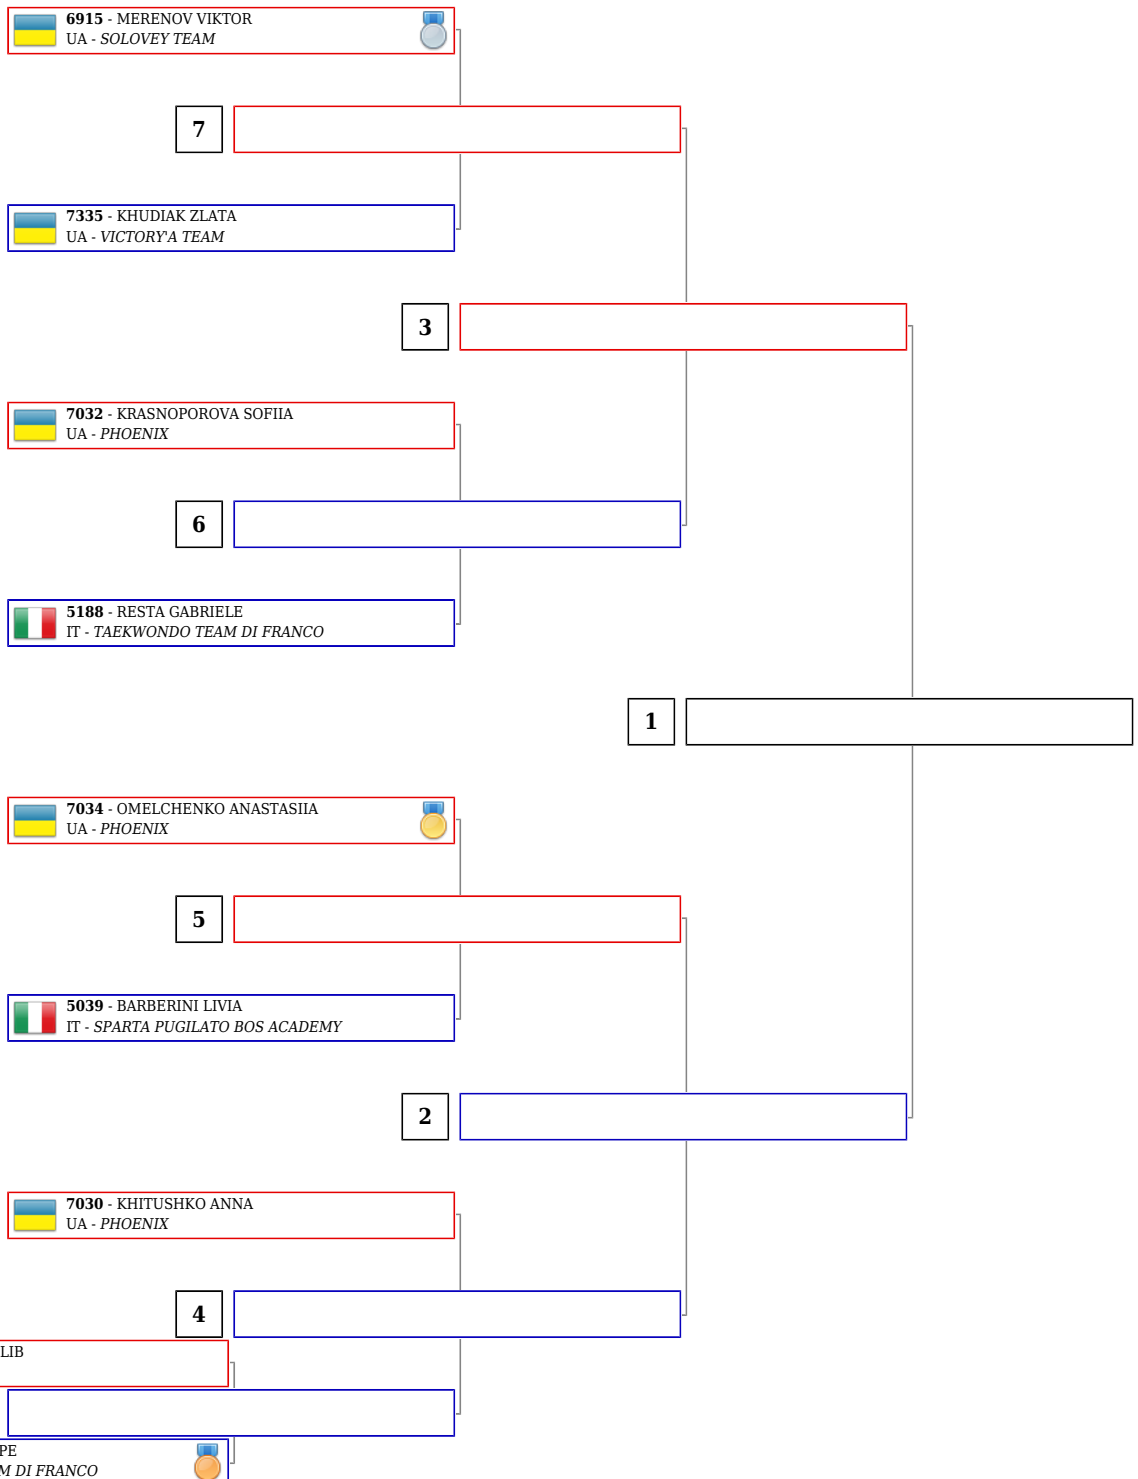 6915 - MERENOV VIKTOR
UA - SOLOVEY TEAM
7
7335 - KHUDIAK ZLATA
UA - VICTORY'A TEAM
3
7032 - KRASNOPOROVA SOFIIA
UA - PHOENIX
6
5188 - RESTA GABRIELE
IT - TAEKWONDO TEAM DI FRANCO
1
7034 - OMELCHENKO ANASTASIIA
UA - PHOENIX
5
5039 - BARBERINI LIVIA
IT - SPARTA PUGILATO BOS ACADEMY
2
7030 - KHITUSHKO ANNA
UA - PHOENIX
4
LIB
PE
M DI FRANCO